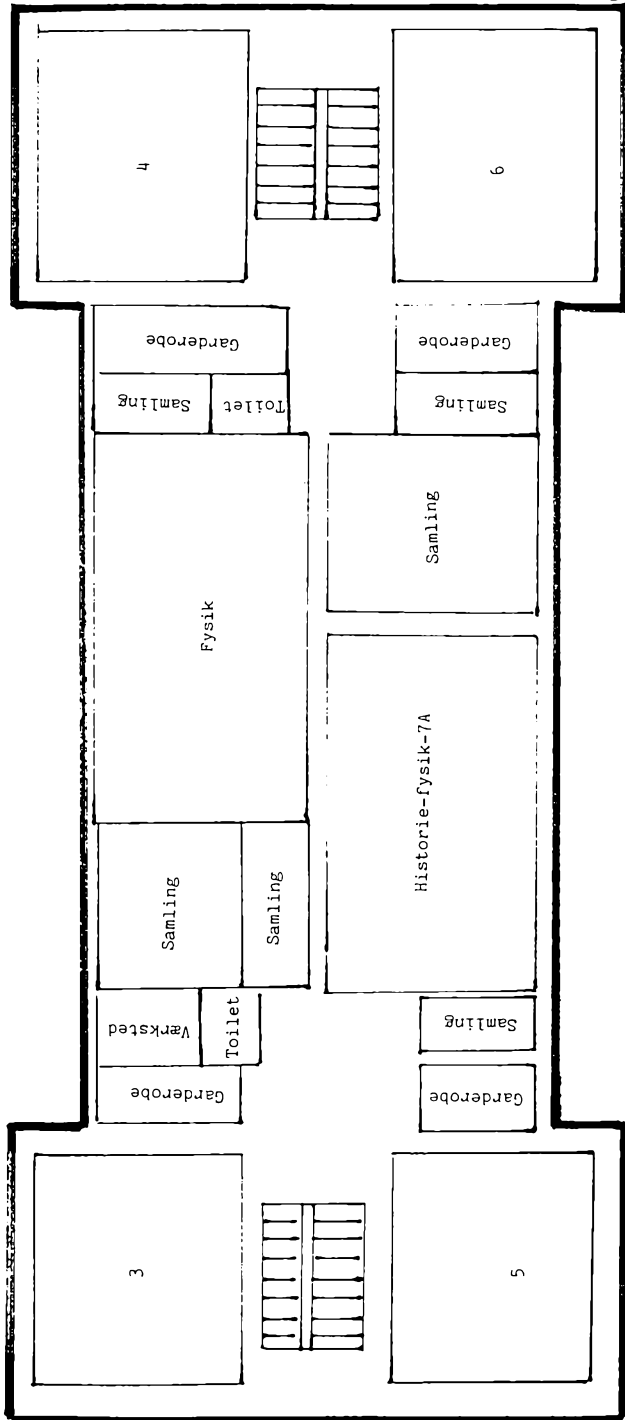 4
6
Garderobe
Garderobe
Samling
Toilet
Samling
Samling
Fysik
Historie-fysik-7A
Samling
Samling
Værksted
Toilet
Samling
Garderobe
Garderobe
3
5